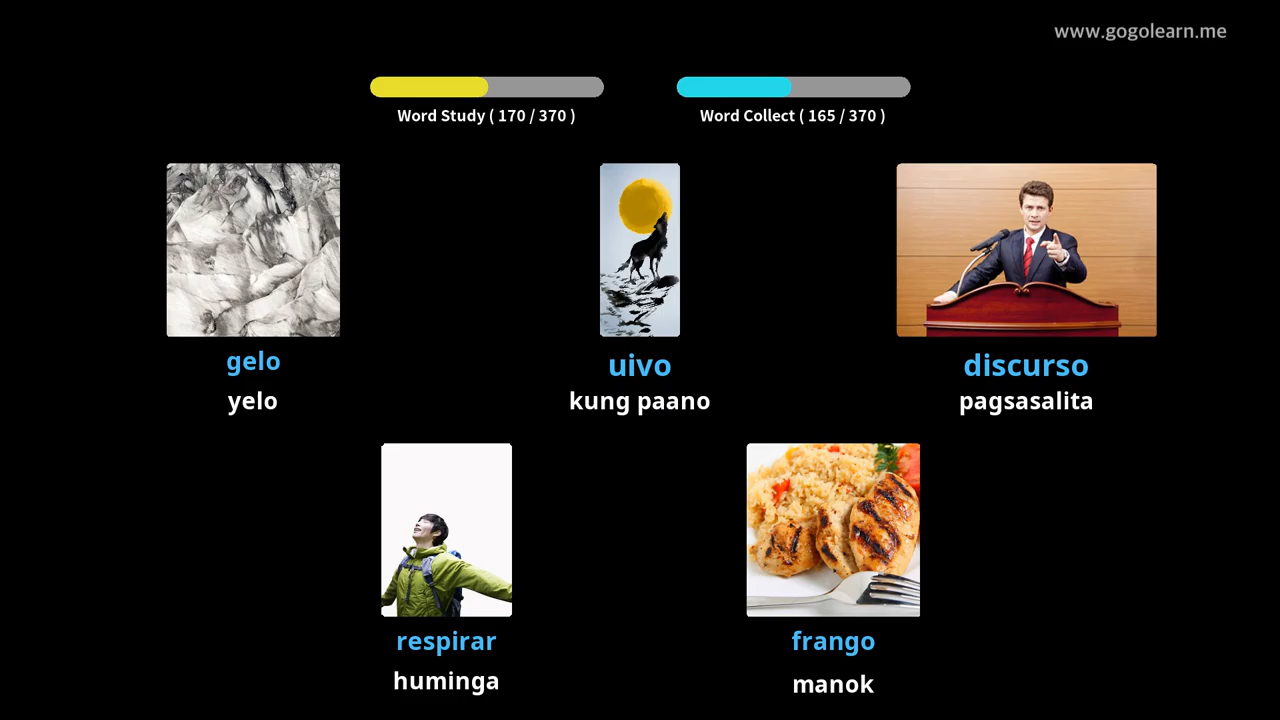 www.gogolearn.me
Word Study ( 170 / 370 )
Word Collect ( 165 / 370 )
gelo
yelo
uivo
kung paano
discurso
pagsasalita
respirar
huminga
frango
manok